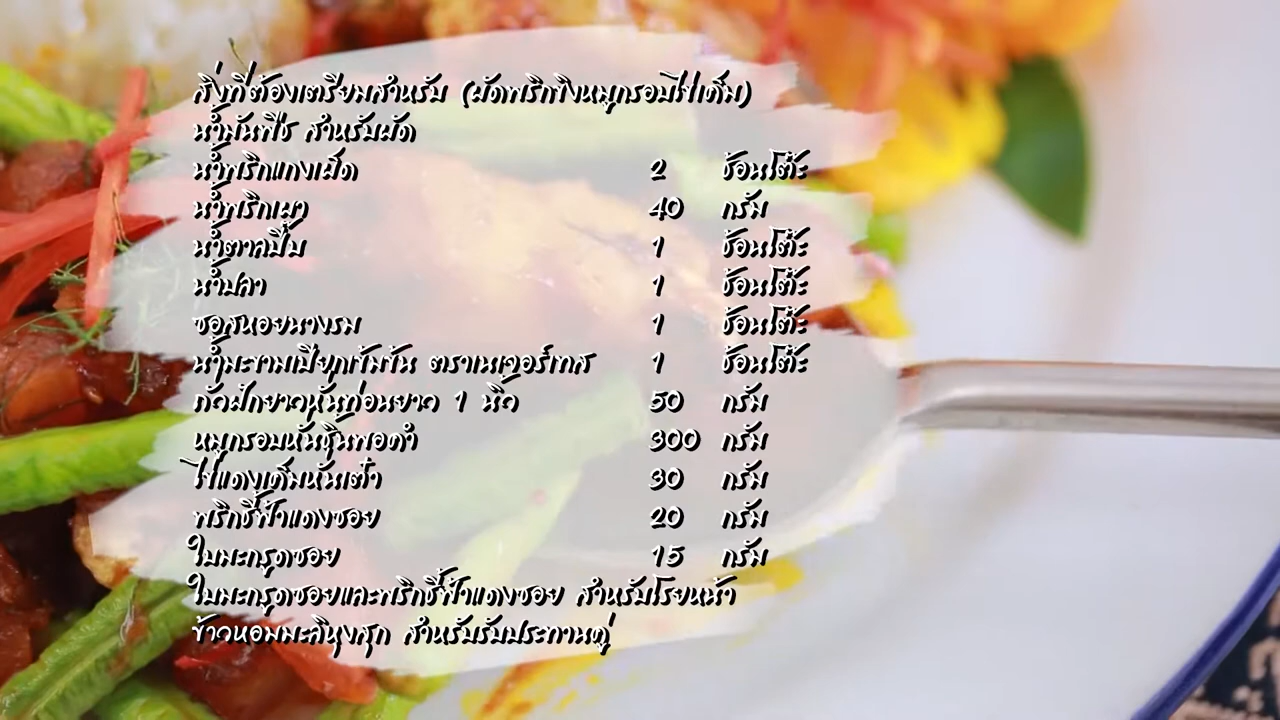 สิ่งที่ต้องเตรียมสำหรับ (ผัดพริกขิงหมูกรอบไข่เค็ม)
น้ำมันพืช สำหรับผัด
น้ำพริกแกงเผ็ด 2 ช้อนโต๊ะ
น้ำพริกเผา 40 กรัม
น้ำตาลปี๊บ 1 ช้อนโต๊ะ
น้ำปลา 1 ช้อนโต๊ะ
ซอสหอยนางรม 1 ช้อนโต๊ะ
น้ำมะขามเปียกเข้มข้น ตราเนเจอร์เทส 1 ช้อนโต๊ะ
ถั่วฝักยาวหั่นท่อนยาว 1 นิ้ว 50 กรัม
หมูกรอบหั่นชิ้นพอคำ 300 กรัม
ไข่แดงเค็มหั่นเต๋า 30 กรัม
พริกชี้ฟ้าแดงซอย 20 กรัม
ใบมะกรูดซอย 15 กรัม
ใบมะกรูดซอยและพริกชี้ฟ้าแดงซอย สำหรับโรยหน้า
ข้าวหอมมะลิหุงสุก สำหรับรับประทานคู่